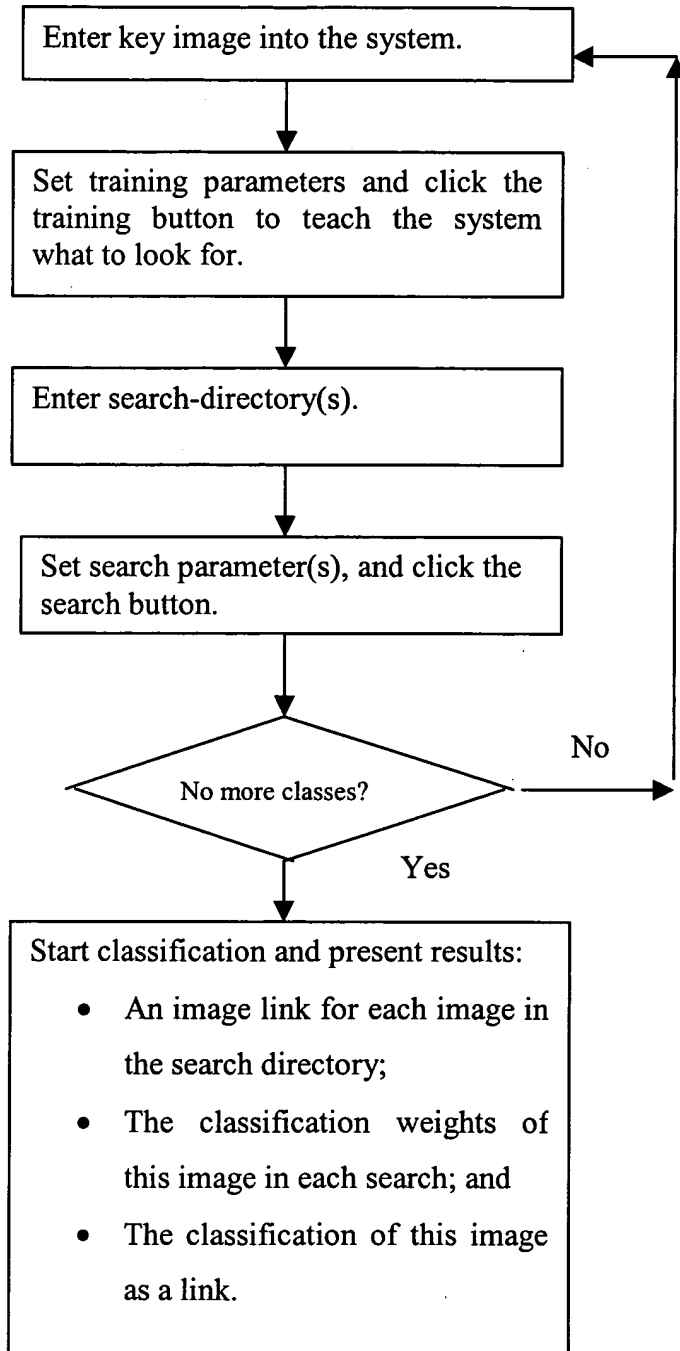 Enter key image into the system.
Set training parameters and click the
training button to teach the system
what to look for.
Enter search-directory(s).
Set search parameter(s), and click the
search button.
No more classes?
No
Yes
Start classification and present results:
• An image link for each image in
the search directory;
• The classification weights of
this image in each search; and
• The classification of this image
as a link.